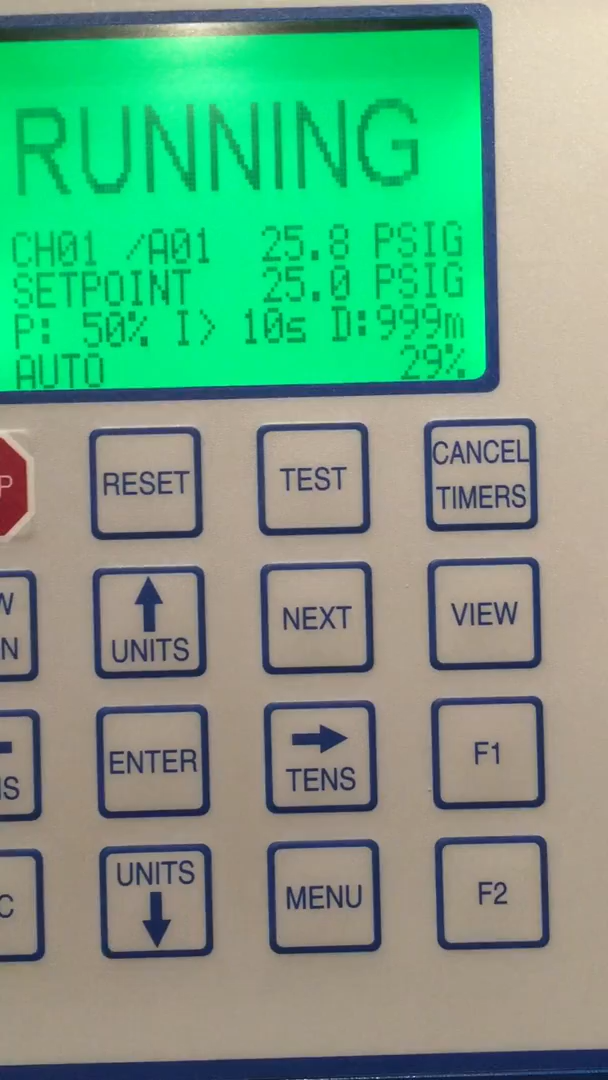 RUNNING
CH01 /A01 25.8 PSIG
SETPOINT 25.0 PSIG
P: 50% I> 10s D:999m
AUTO 29%
P RESET TEST CANCEL TIMERS
W N UNITS NEXT VIEW
S ENTER TENS F1
C UNITS MENU F2